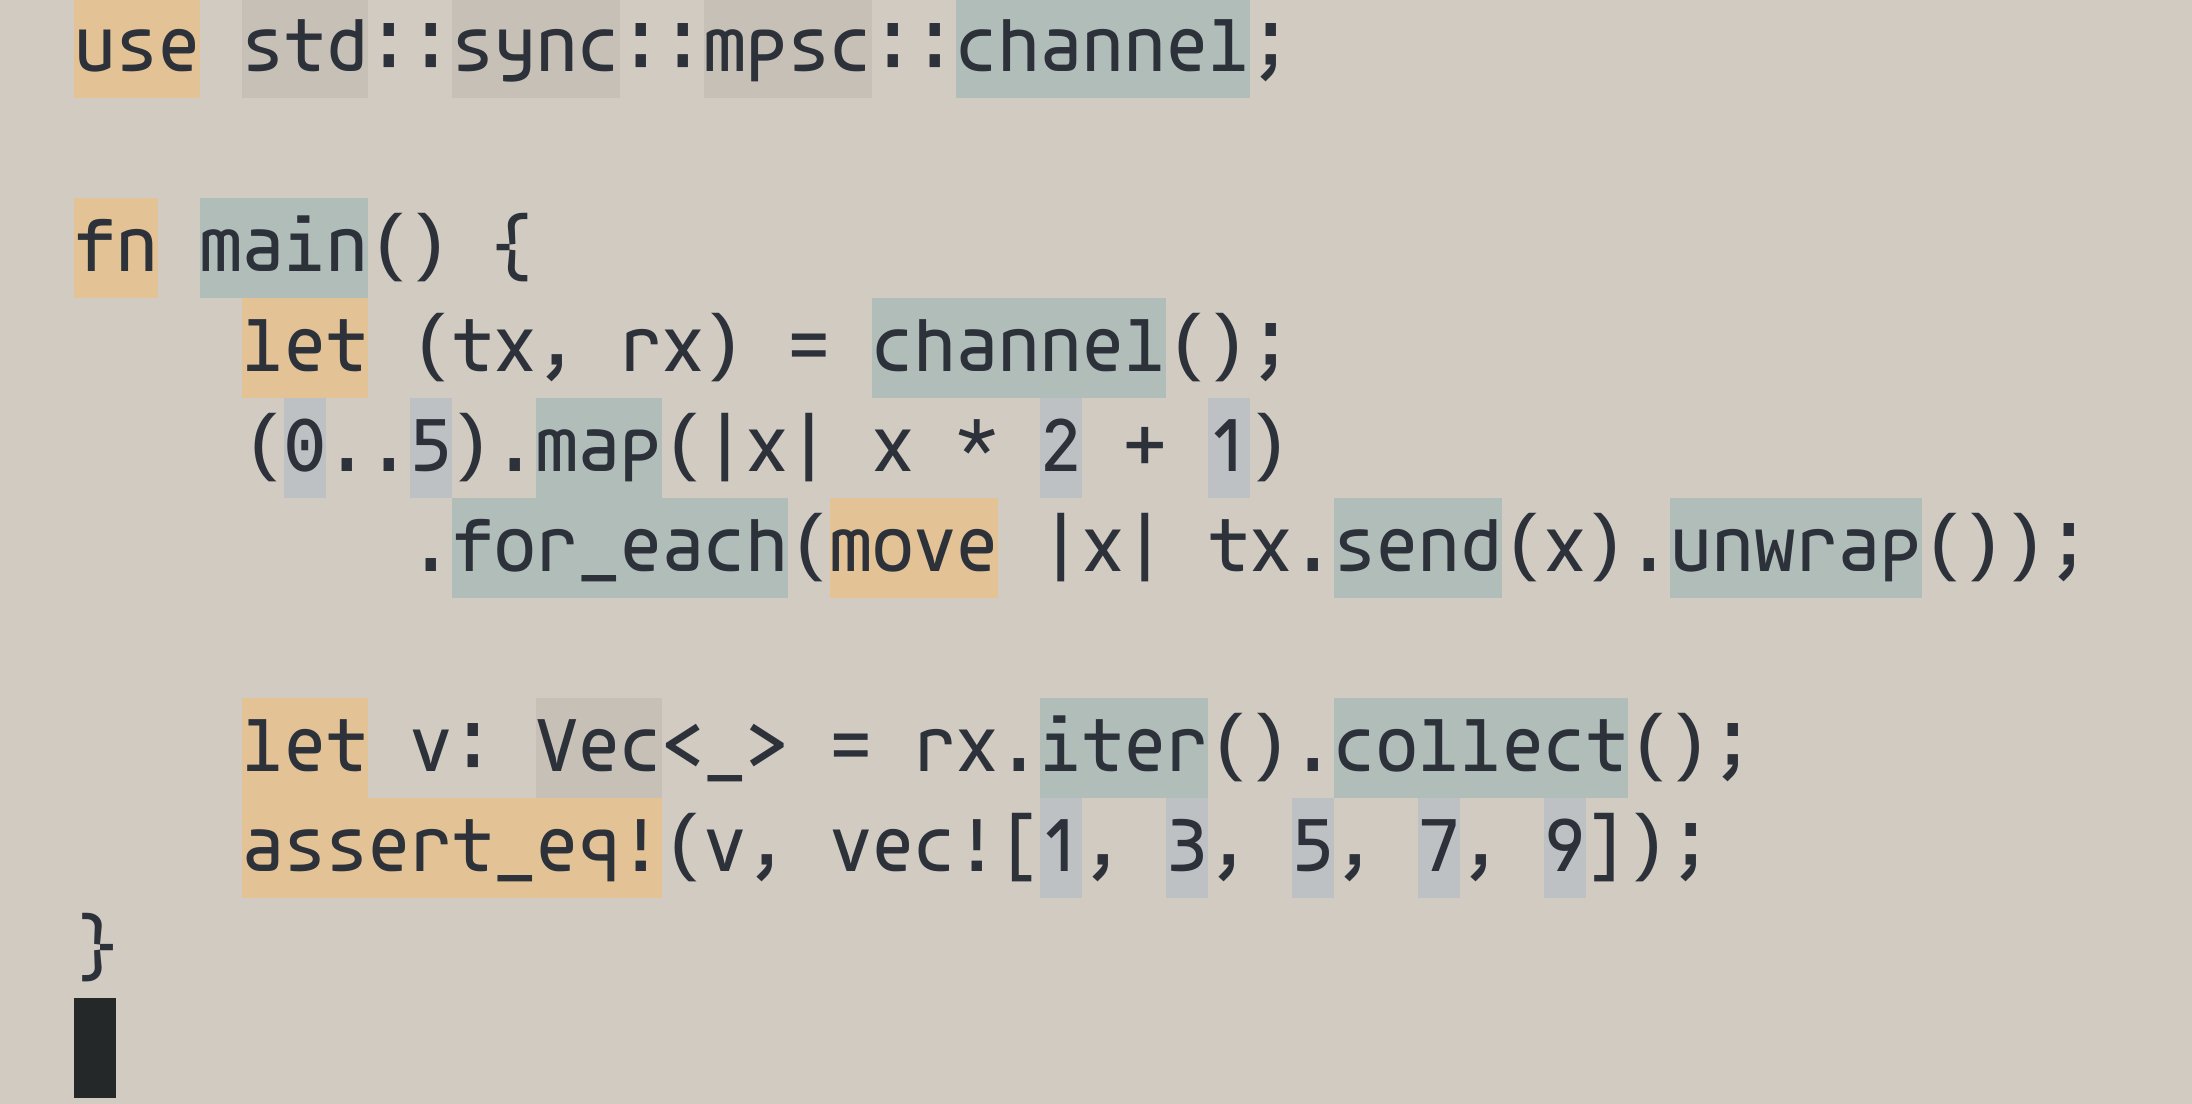 use std::sync::mpsc::channel;

fn main() {
    let (tx, rx) = channel();
    (0..5).map(|x| x * 2 + 1)
        .for_each(move |x| tx.send(x).unwrap());

    let v: Vec<_> = rx.iter().collect();
    assert_eq!(v, vec![1, 3, 5, 7, 9]);
}